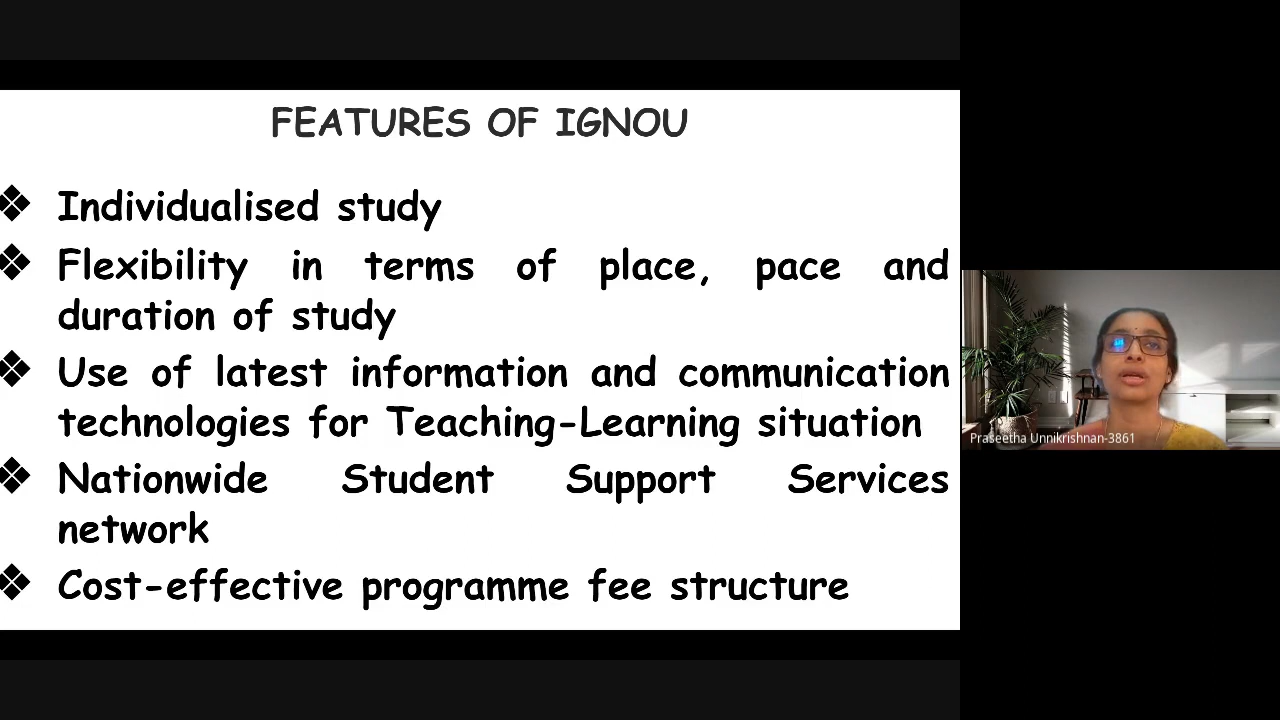 FEATURES OF IGNOU
❖ Individualised study
❖ Flexibility in terms of place, pace and
duration of study
❖ Use of latest information and communication
technologies for Teaching-Learning situation
❖ Nationwide Student Support Services
network
❖ Cost-effective programme fee structure
Praseetha Unnikrishnan-3861